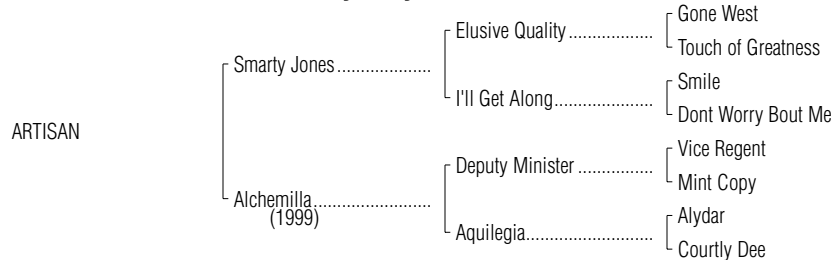 Gone West
Elusive Quality ...................
Touch of Greatness
Smarty Jones .....................
Smile
I'll Get Along ......................
Dont Worry Bout Me
ARTISAN
Vice Regent
Deputy Minister .................
Mint Copy
Alchemilla ..........................
(1999)
Alydar
Aquilegia ............................
Courtly Dee